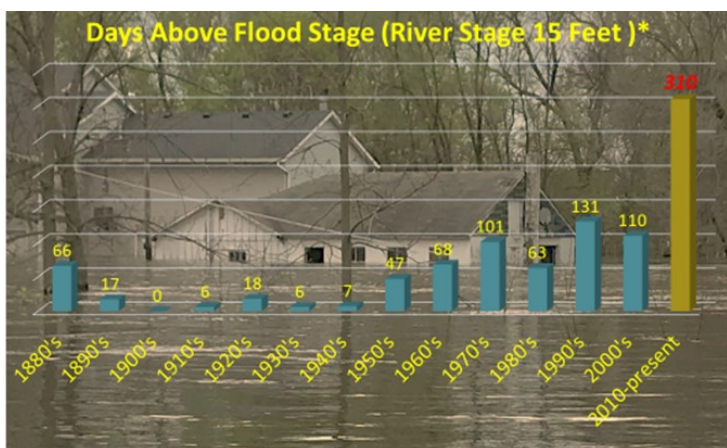 Days Above Flood Stage (River Stage 15 Feet )*
66
17
0
6
18
6
7
47
68
101
63
131
110
310
1880's
1890's
1900's
1910's
1920's
1930's
1940's
1950's
1960's
1970's
1980's
1990's
2000's
2010-present